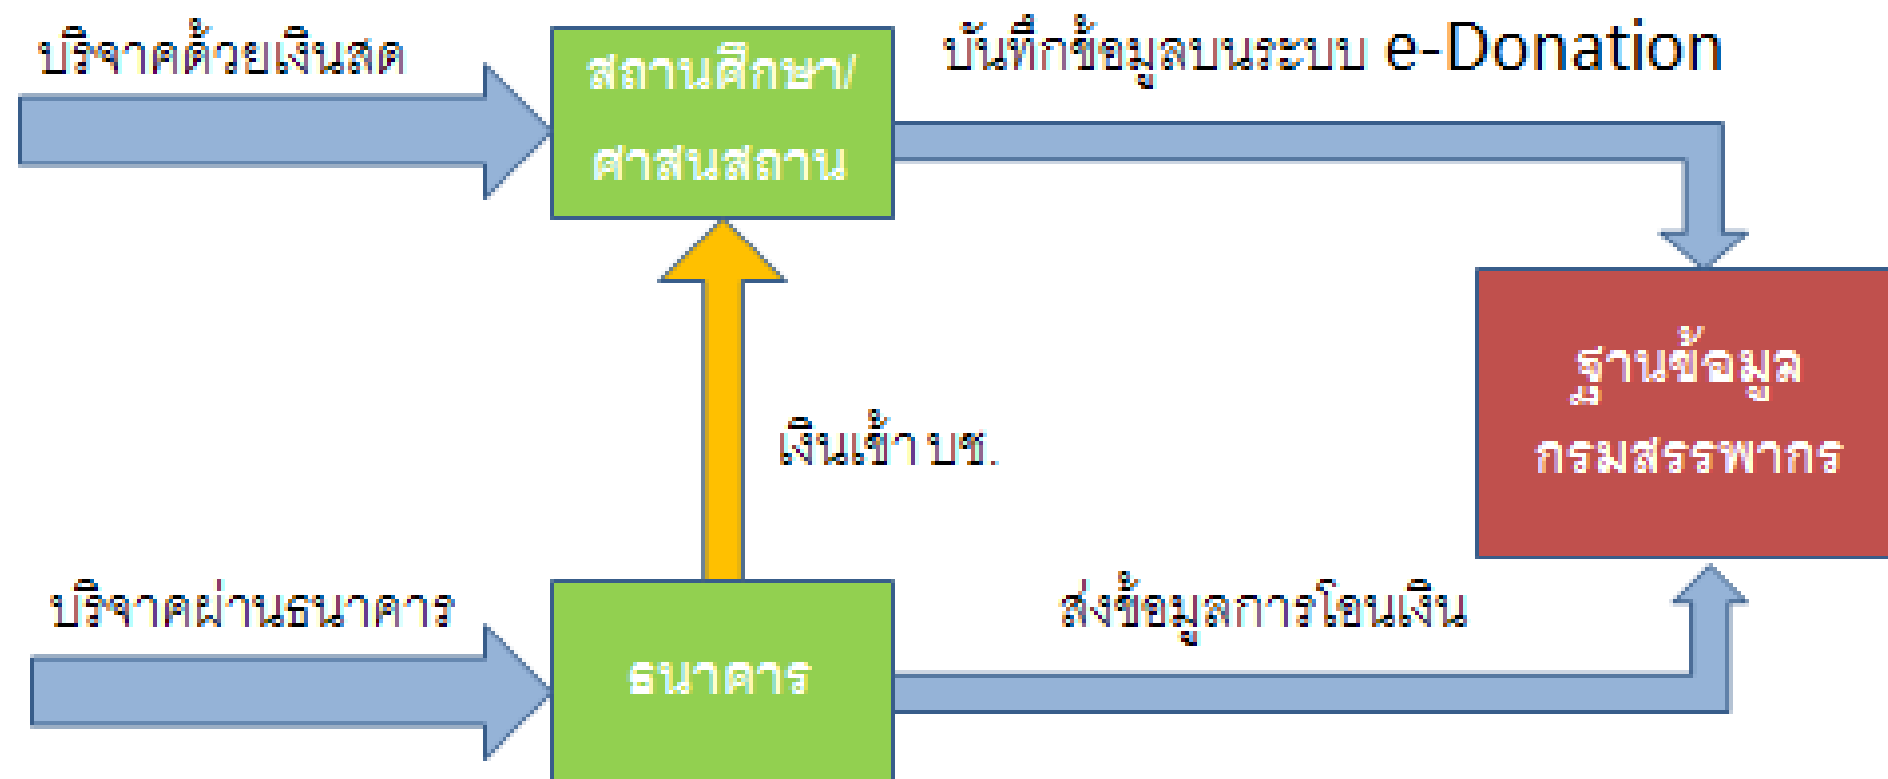 บริจาคด้วยเงินสด
สถานศึกษา/
ศาสนสถาน
บันทึกข้อมูลบนระบบ e-Donation
ฐานข้อมูล
กรมสรรพากร
เงินเข้า บช.
บริจาคผ่านธนาคาร
ธนาคาร
ส่งข้อมูลการโอนเงิน